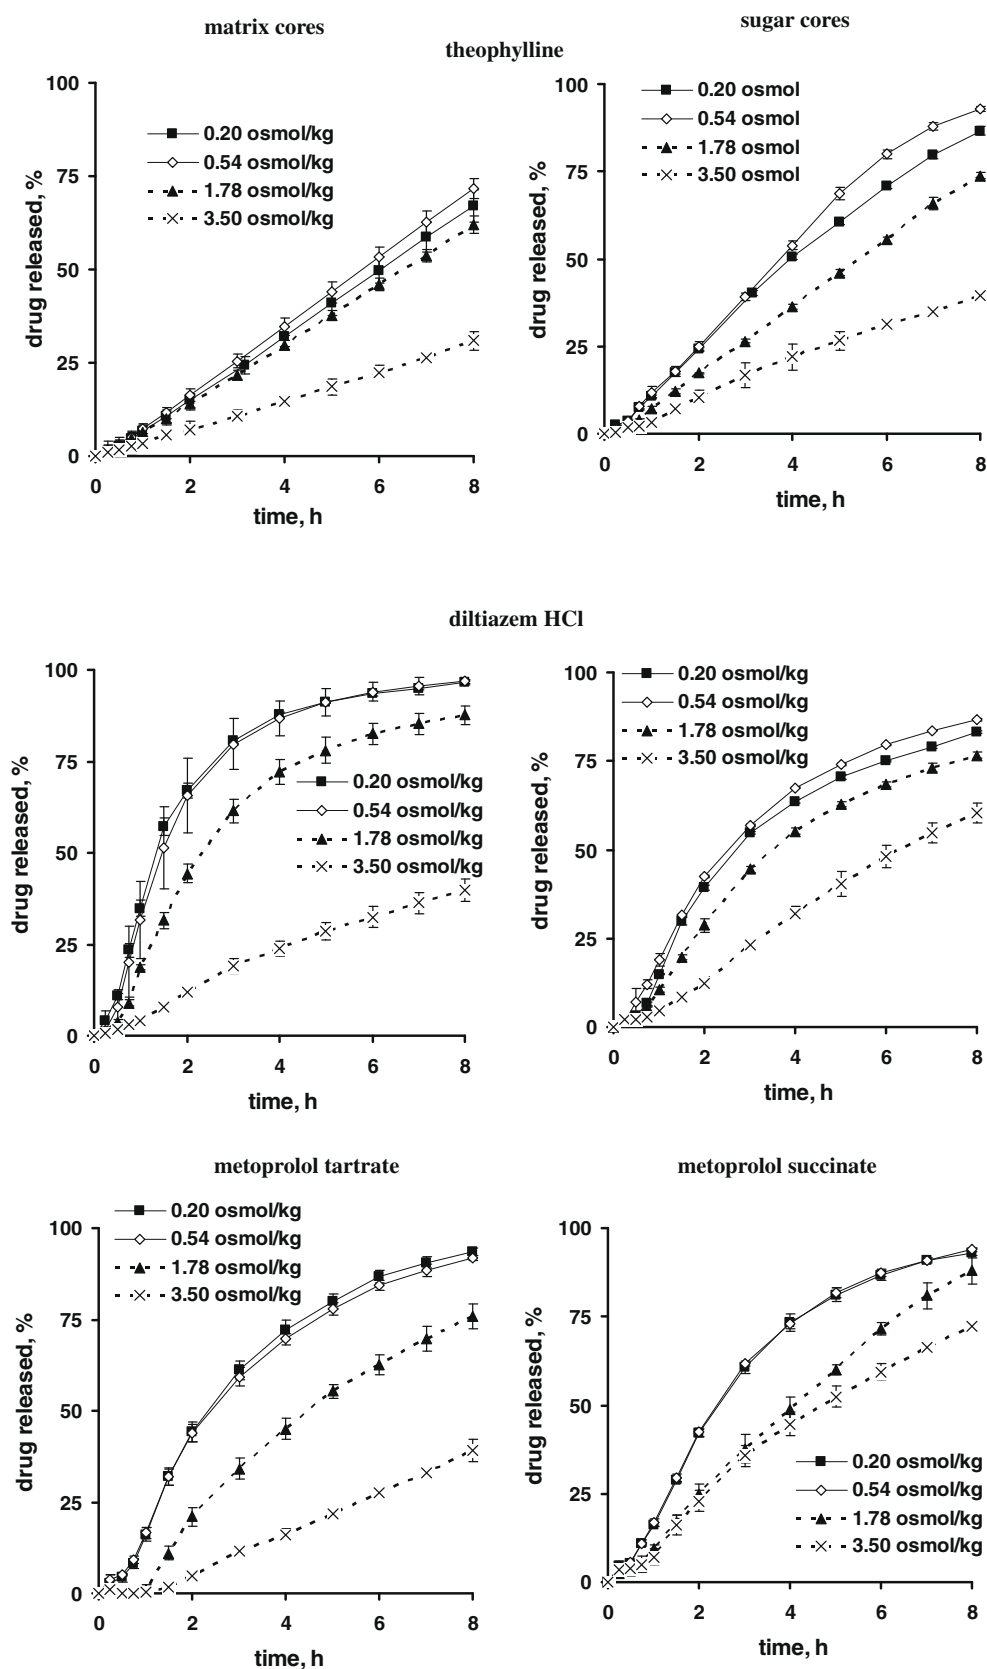 matrix cores
sugar cores
theophylline
100
75
50
25
0
0 2 4 6 8
drug released, %
time, h
0.20 osmol/kg
0.54 osmol/kg
1.78 osmol/kg
3.50 osmol/kg
100
75
50
25
0
0 2 4 6 8
drug released, %
time, h
0.20 osmol
0.54 osmol
1.78 osmol
3.50 osmol
diltiazem HCl
100
75
50
25
0
0 2 4 6 8
drug released, %
time, h
0.20 osmol/kg
0.54 osmol/kg
1.78 osmol/kg
3.50 osmol/kg
100
75
50
25
0
0 2 4 6 8
drug released, %
time, h
0.20 osmol/kg
0.54 osmol/kg
1.78 osmol/kg
3.50 osmol/kg
metoprolol tartrate
100
75
50
25
0
0 2 4 6 8
drug released, %
time, h
0.20 osmol/kg
0.54 osmol/kg
1.78 osmol/kg
3.50 osmol/kg
metoprolol succinate
100
75
50
25
0
0 2 4 6 8
drug released, %
time, h
0.20 osmol/kg
0.54 osmol/kg
1.78 osmol/kg
3.50 osmol/kg